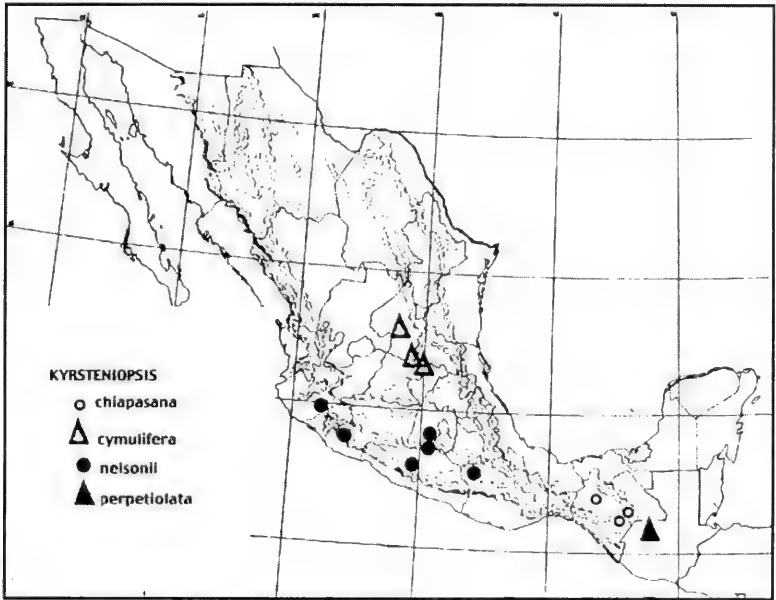 KYRSTENIOPSIS
chiapasana
cymulifera
nelsonii
perpetiolata